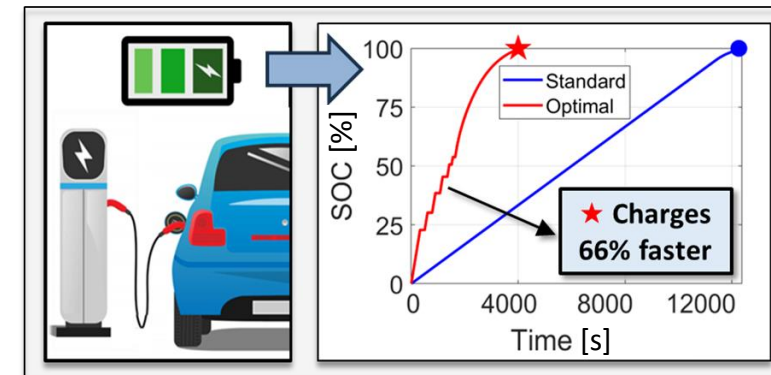 100
75
50
25
0
SOC [%]
Standard
Optimal
★ Charges
66% faster
0 4000 8000 12000
Time [s]